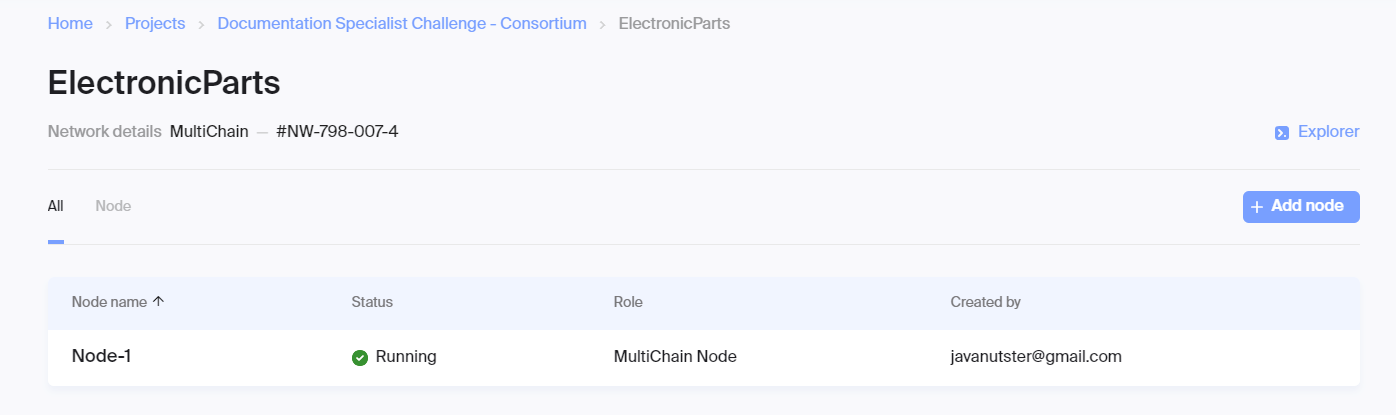 Home > Projects > Documentation Specialist Challenge - Consortium > ElectronicParts
ElectronicParts
Network details MultiChain — #NW-798-007-4
Explorer
All Node
+ Add node
Node name ↑ Status Role Created by
Node-1 Running MultiChain Node javanutster@gmail.com